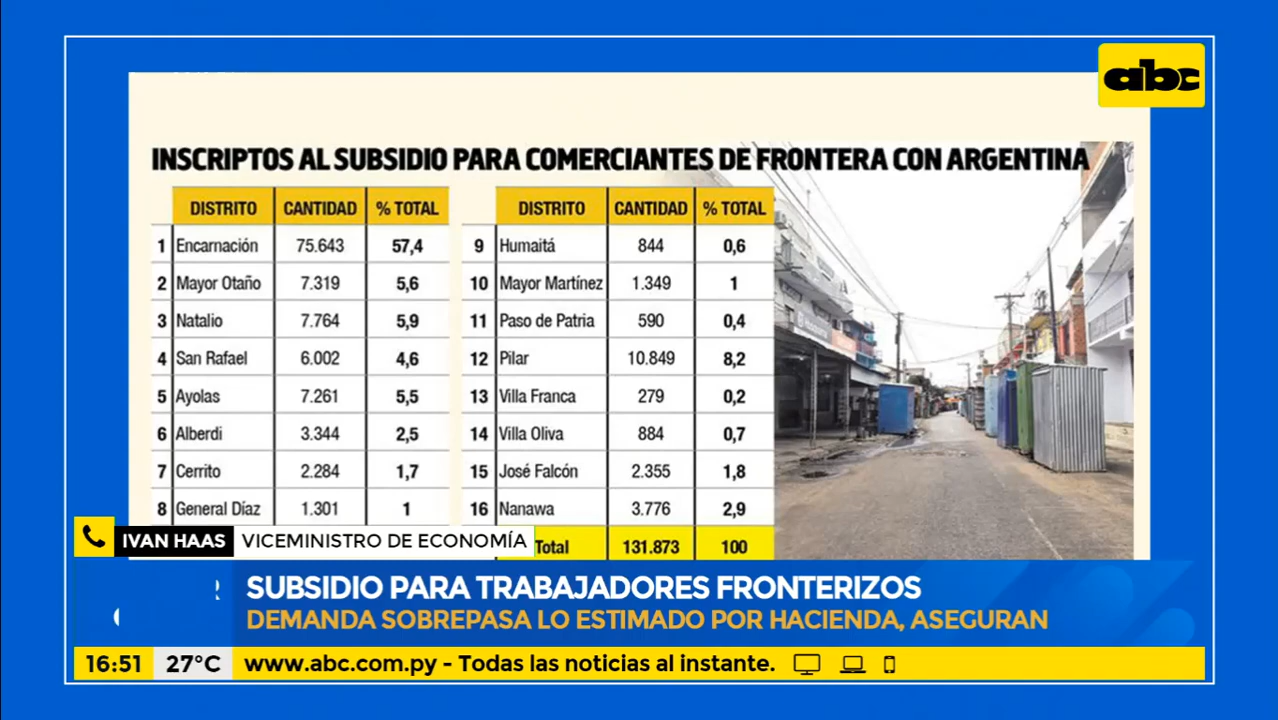 abc
INSCRIPTOS AL SUBSIDIO PARA COMERCIANTES DE FRONTERA CON ARGENTINA
DISTRITO CANTIDAD % TOTAL
1 Encarnación 75.643 57,4
2 Mayor Otaño 7.319 5,6
3 Natalio 7.764 5,9
4 San Rafael 6.002 4,6
5 Ayolas 7.261 5,5
6 Alberdi 3.344 2,5
7 Cerrito 2.284 1,7
8 General Díaz 1.301 1
DISTRITO CANTIDAD % TOTAL
9 Humaitá 844 0,6
10 Mayor Martínez 1.349 1
11 Paso de Patria 590 0,4
12 Pilar 10.849 8,2
13 Villa Franca 279 0,2
14 Villa Oliva 884 0,7
15 José Falcón 2.355 1,8
16 Nanawa 3.776 2,9
Total 131.873 100
IVAN HAAS VICEMINISTRO DE ECONOMÍA
SUBSIDIO PARA TRABAJADORES FRONTERIZOS
DEMANDA SOBREPASA LO ESTIMADO POR HACIENDA, ASEGURAN
16:51 27°C www.abc.com.py - Todas las noticias al instante.